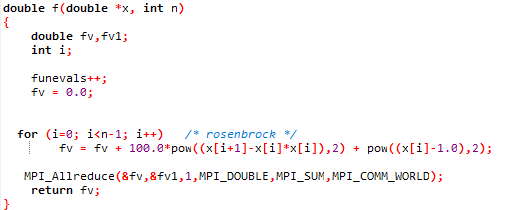 double f(double *x, int n)
{
double fv,fv1;
int i;
funevals++;
fv = 0.0;
for (i=0; i<n-1; i++) /* rosenbrock */
fv = fv + 100.0*pow((x[i+1]-x[i]*x[i]),2) + pow((x[i]-1.0),2);
MPI_Allreduce(&fv,&fv1,1,MPI_DOUBLE,MPI_SUM,MPI_COMM_WORLD);
return fv;
}